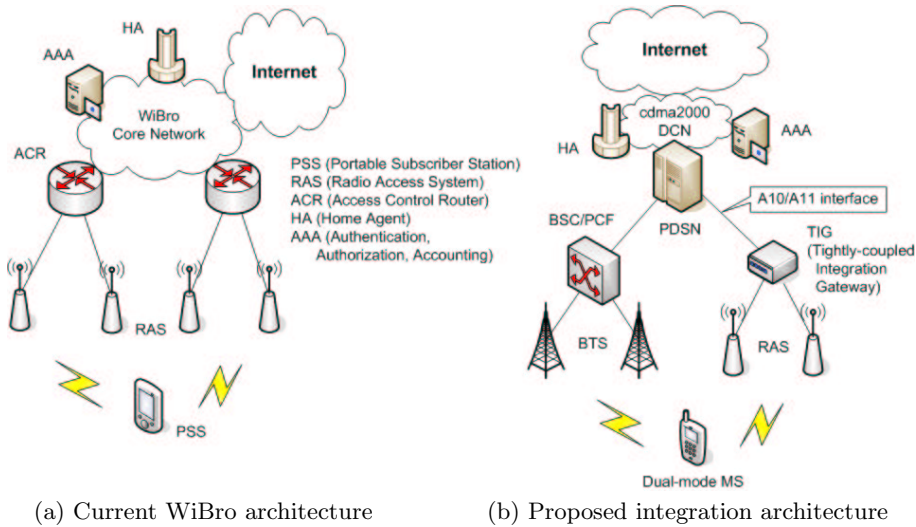 HA
AAA
Internet
WiBro
Core Network
ACR
PSS (Portable Subscriber Station)
RAS (Radio Access System)
ACR (Access Control Router)
HA (Home Agent)
AAA (Authentication,
Authorization, Accounting)
RAS
PSS
(a) Current WiBro architecture
Internet
cdma2000
DCN
HA
AAA
A10/A11 interface
PDSN
BSC/PCF
TIG
(Tightly-coupled
Integration
Gateway)
BTS
RAS
Dual-mode MS
(b) Proposed integration architecture